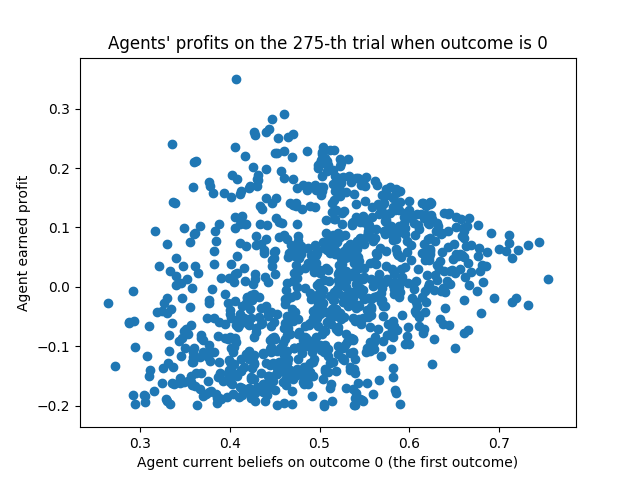 Agents' profits on the 275-th trial when outcome is 0
Agent earned profit
0.3
0.2
0.1
0.0
−0.1
−0.2
0.3 0.4 0.5 0.6 0.7
Agent current beliefs on outcome 0 (the first outcome)